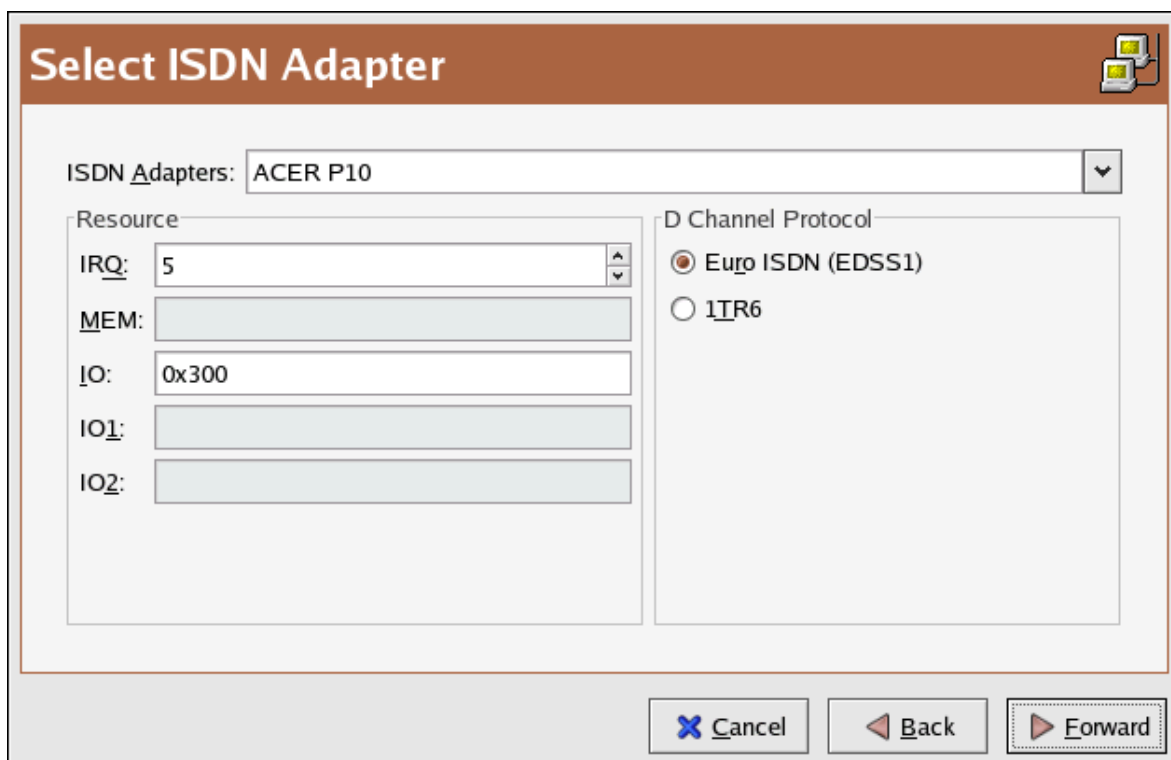 Select ISDN Adapter
ISDN Adapters: ACER P10
Resource
IRQ: 5
MEM:
IO: 0x300
IO1:
IO2:
D Channel Protocol
Euro ISDN (EDSS1)
1TR6
Cancel Back Forward